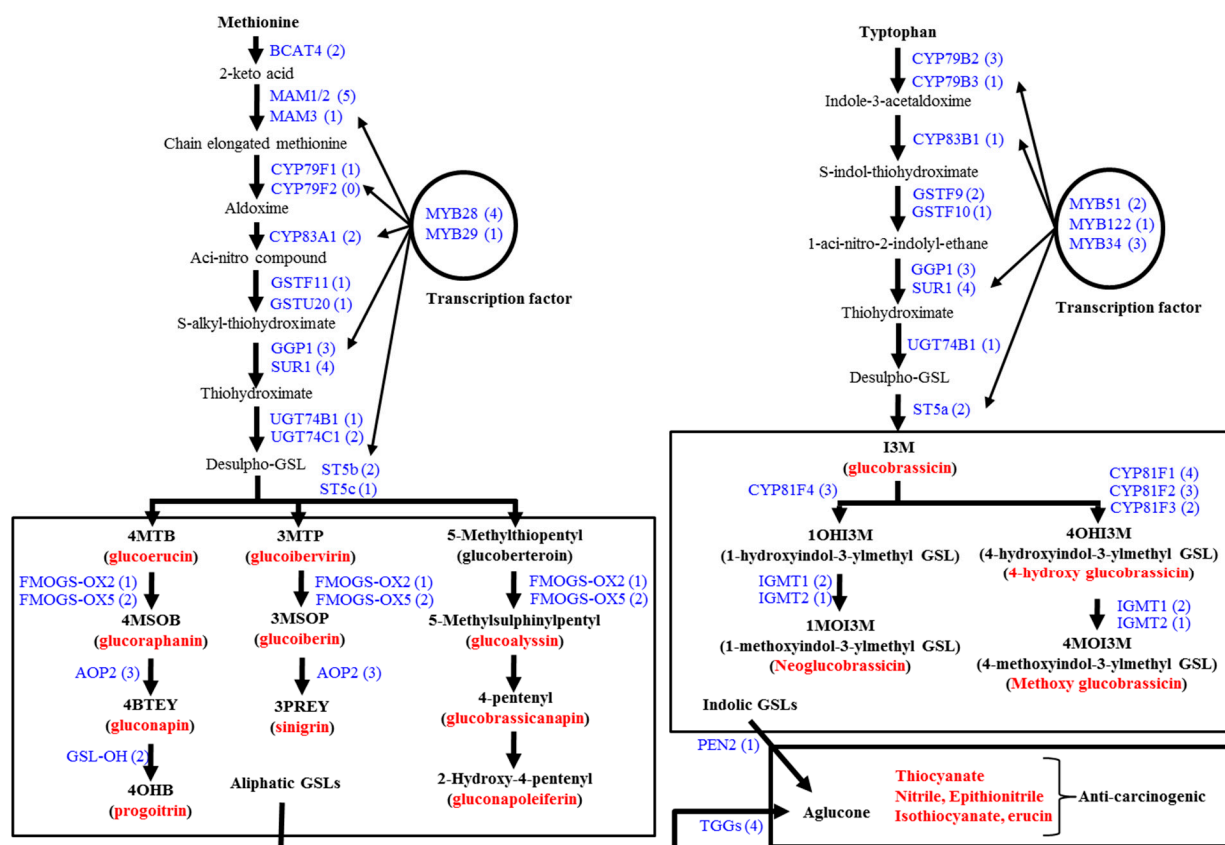 Methionine
BCAT4 (2)
2-keto acid
MAM1/2 (5)
MAM3 (1)
Chain elongated methionine
CYP79F1 (1)
CYP79F2 (0)
Aldoxime
CYP83A1 (2)
Aci-nitro compound
GSTF11 (1)
GSTU20 (1)
S-alkyl-thiohydroximate
GGP1 (3)
SUR1 (4)
Thiohydroximate
UGT74B1 (1)
UGT74C1 (2)
Desulpho-GSL
ST5b (2)
ST5c (1)
MYB28 (4)
MYB29 (1)
Transcription factor
4MTB
(glucoerucin)
FMOGS-OX2 (1)
FMOGS-OX5 (2)
4MSOB
(glucoraphanin)
AOP2 (3)
4BTEY
(gluconapin)
GSL-OH (2)
4OHB
(progoitrin)
3MTP
(glucoibervirin)
FMOGS-OX2 (1)
FMOGS-OX5 (2)
3MSOP
(glucoiberin)
AOP2 (3)
3PREY
(sinigrin)
Aliphatic GSLs
5-Methylthiopentyl
(glucoberteroin)
FMOGS-OX2 (1)
FMOGS-OX5 (2)
5-Methylsulphinylpentyl
(glucoalyssin)
4-pentenyl
(glucobrassicanapin)
2-Hydroxy-4-pentenyl
(gluconapoleiferin)
Typtophan
CYP79B2 (3)
CYP79B3 (1)
Indole-3-acetaldoxime
CYP83B1 (1)
S-indol-thiohydroximate
GSTF9 (2)
GSTF10 (1)
1-aci-nitro-2-indolyl-ethane
GGP1 (3)
SUR1 (4)
Thiohydroximate
UGT74B1 (1)
Desulpho-GSL
ST5a (2)
MYB51 (2)
MYB122 (1)
MYB34 (3)
Transcription factor
I3M
(glucobrassicin)
CYP81F4 (3)
CYP81F1 (4)
CYP81F2 (3)
CYP81F3 (2)
1OHI3M
(1-hydroxyindol-3-ylmethyl GSL)
IGMT1 (2)
IGMT2 (1)
1MOI3M
(1-methoxyindol-3-ylmethyl GSL)
(Neoglucobrassicin)
4OHI3M
(4-hydroxyindol-3-ylmethyl GSL)
(4-hydroxy glucobrassicin)
IGMT1 (2)
IGMT2 (1)
4MOI3M
(4-methoxyindol-3-ylmethyl GSL)
(Methoxy glucobrassicin)
Indolic GSLs
PEN2 (1)
TGGs (4)
Aglucone
Thiocyanate
Nitrile, Epithionitrile
Isothiocyanate, erucin
Anti-carcinogenic